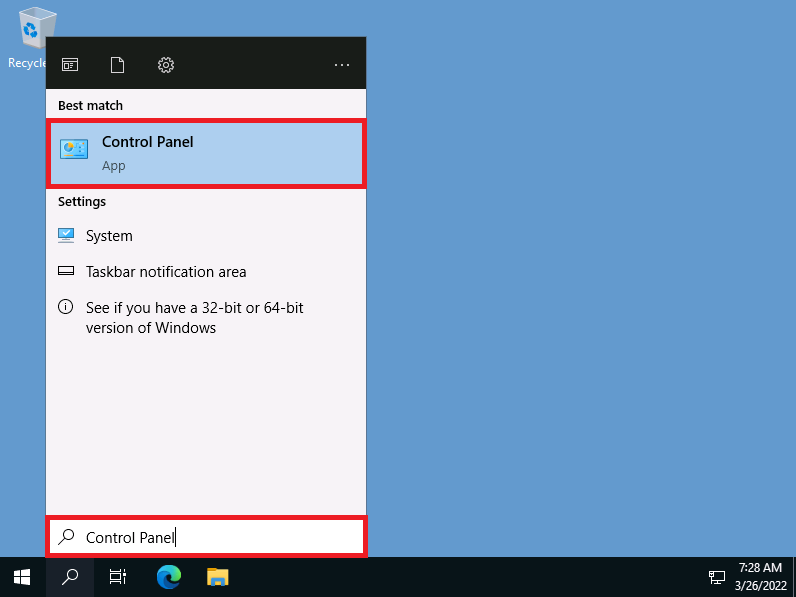 Recycle
Best match
Control Panel
App
Settings
System
Taskbar notification area
See if you have a 32-bit or 64-bit
version of Windows
Control Panel
7:28 AM
3/26/2022